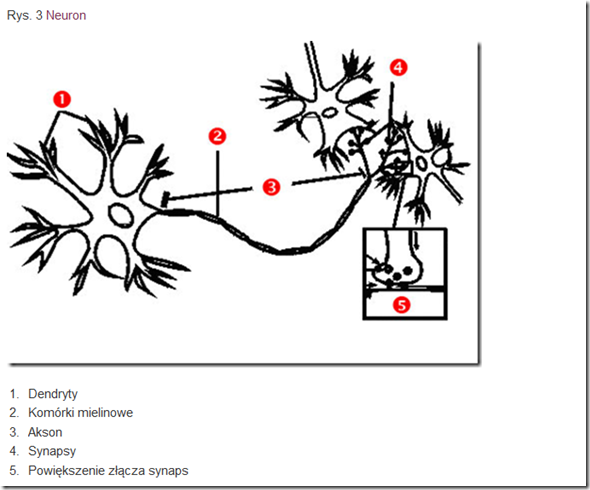 Rys. 3 Neuron
1
2
4
3
5
1. Dendryty
2. Komórki mielinowe
3. Akson
4. Synapsy
5. Powiększenie złącza synaps